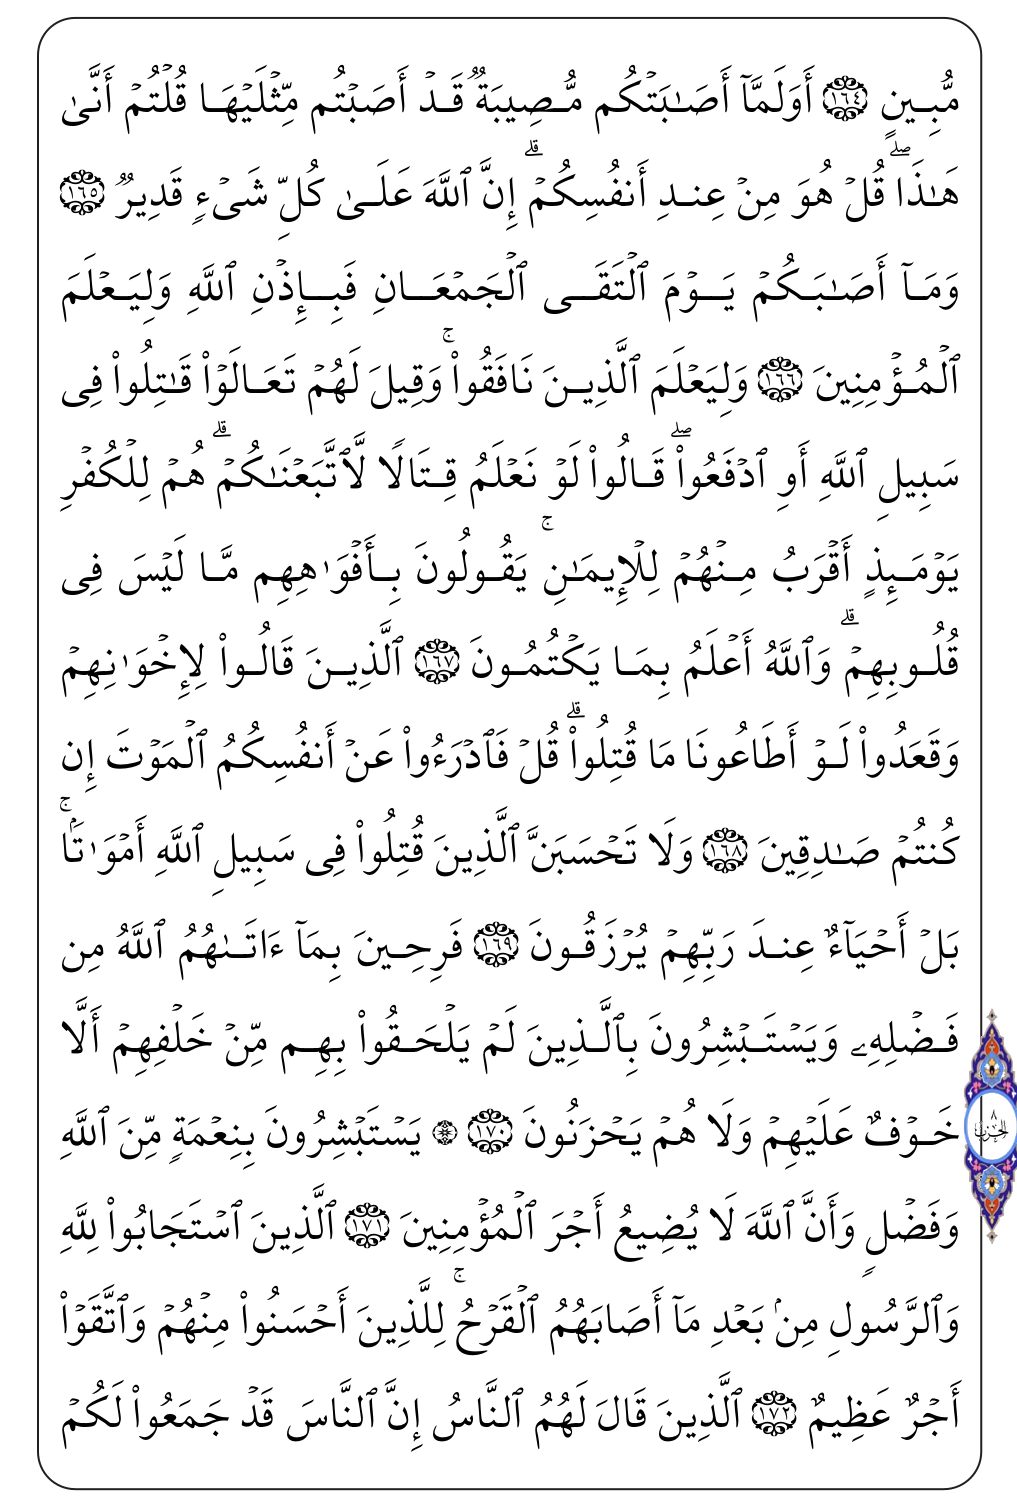 مُّبِينٍ ١٦٤ أَوَلَمَّآ أَصَٰبَتۡكُم مُّصِيبَةٞ قَدۡ أَصَبۡتُم مِّثۡلَيۡهَا قُلۡتُمۡ أَنَّىٰ
هَٰذَاۖ قُلۡ هُوَ مِنۡ عِندِ أَنفُسِكُمۡۗ إِنَّ ٱللَّهَ عَلَىٰ كُلِّ شَيۡءٖ قَدِيرٞ ١٦٥
وَمَآ أَصَٰبَكُمۡ يَوۡمَ ٱلۡتَقَى ٱلۡجَمۡعَانِ فَبِإِذۡنِ ٱللَّهِ وَلِيَعۡلَمَ
ٱلۡمُؤۡمِنِينَ ١٦٦ وَلِيَعۡلَمَ ٱلَّذِينَ نَافَقُواْۚ وَقِيلَ لَهُمۡ تَعَالَوۡاْ قَٰتِلُواْ فِي
سَبِيلِ ٱللَّهِ أَوِ ٱدۡفَعُواْۖ قَالُواْ لَوۡ نَعۡلَمُ قِتَالٗا لَّٱتَّبَعۡنَٰكُمۡۗ هُمۡ لِلۡكُفۡرِ
يَوۡمَئِذٍ أَقۡرَبُ مِنۡهُمۡ لِلۡإِيمَٰنِۚ يَقُولُونَ بِأَفۡوَٰهِهِم مَّا لَيۡسَ فِي
قُلُوبِهِمۡۗ وَٱللَّهُ أَعۡلَمُ بِمَا يَكۡتُمُونَ ١٦٧ ٱلَّذِينَ قَالُواْ لِإِخۡوَٰنِهِمۡ
وَقَعَدُواْ لَوۡ أَطَاعُونَا مَا قُتِلُواْۗ قُلۡ فَٱدۡرَءُواْ عَنۡ أَنفُسِكُمُ ٱلۡمَوۡتَ إِن
كُنتُمۡ صَٰدِقِينَ ١٦٨ وَلَا تَحۡسَبَنَّ ٱلَّذِينَ قُتِلُواْ فِي سَبِيلِ ٱللَّهِ أَمۡوَٰتَۢاۚ
بَلۡ أَحۡيَآءٌ عِندَ رَبِّهِمۡ يُرۡزَقُونَ ١٦٩ فَرِحِينَ بِمَآ ءَاتَىٰهُمُ ٱللَّهُ مِن
فَضۡلِهِۦ وَيَسۡتَبۡشِرُونَ بِٱلَّذِينَ لَمۡ يَلۡحَقُواْ بِهِم مِّنۡ خَلۡفِهِمۡ أَلَّا
خَوۡفٌ عَلَيۡهِمۡ وَلَا هُمۡ يَحۡزَنُونَ ١٧٠ ۞ يَسۡتَبۡشِرُونَ بِنِعۡمَةٖ مِّنَ ٱللَّهِ
الحزب ٨
وَفَضۡلٖ وَأَنَّ ٱللَّهَ لَا يُضِيعُ أَجۡرَ ٱلۡمُؤۡمِنِينَ ١٧١ ٱلَّذِينَ ٱسۡتَجَابُواْ لِلَّهِ
وَٱلرَّسُولِ مِنۢ بَعۡدِ مَآ أَصَابَهُمُ ٱلۡقَرۡحُۚ لِلَّذِينَ أَحۡسَنُواْ مِنۡهُمۡ وَٱتَّقَوۡاْ
أَجۡرٌ عَظِيمٌ ١٧٢ ٱلَّذِينَ قَالَ لَهُمُ ٱلنَّاسُ إِنَّ ٱلنَّاسَ قَدۡ جَمَعُواْ لَكُمۡ